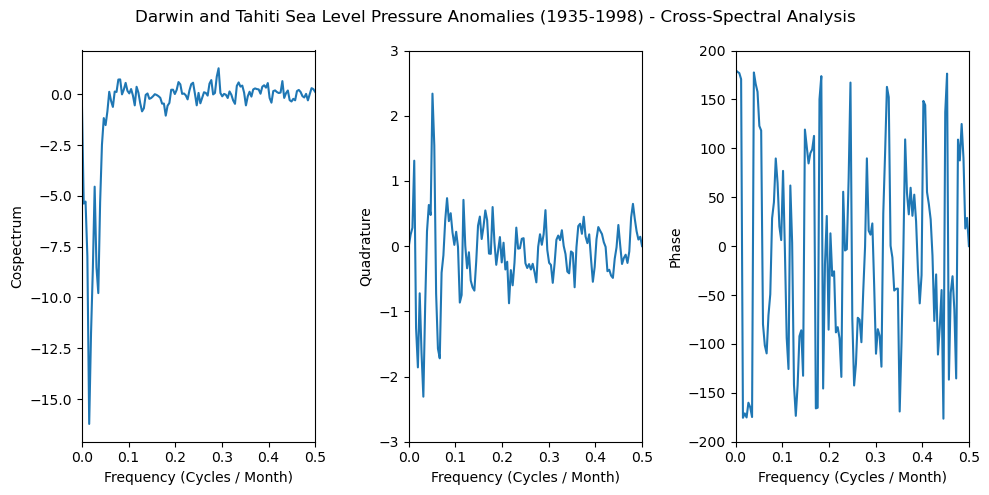 Darwin and Tahiti Sea Level Pressure Anomalies (1935-1998) - Cross-Spectral Analysis
Cospectrum
0.0
−2.5
−5.0
−7.5
−10.0
−12.5
−15.0
0.0 0.1 0.2 0.3 0.4 0.5
Frequency (Cycles / Month)
Quadrature
3
2
1
0
−1
−2
−3
0.0 0.1 0.2 0.3 0.4 0.5
Frequency (Cycles / Month)
Phase
200
150
100
50
0
−50
−100
−150
−200
0.0 0.1 0.2 0.3 0.4 0.5
Frequency (Cycles / Month)